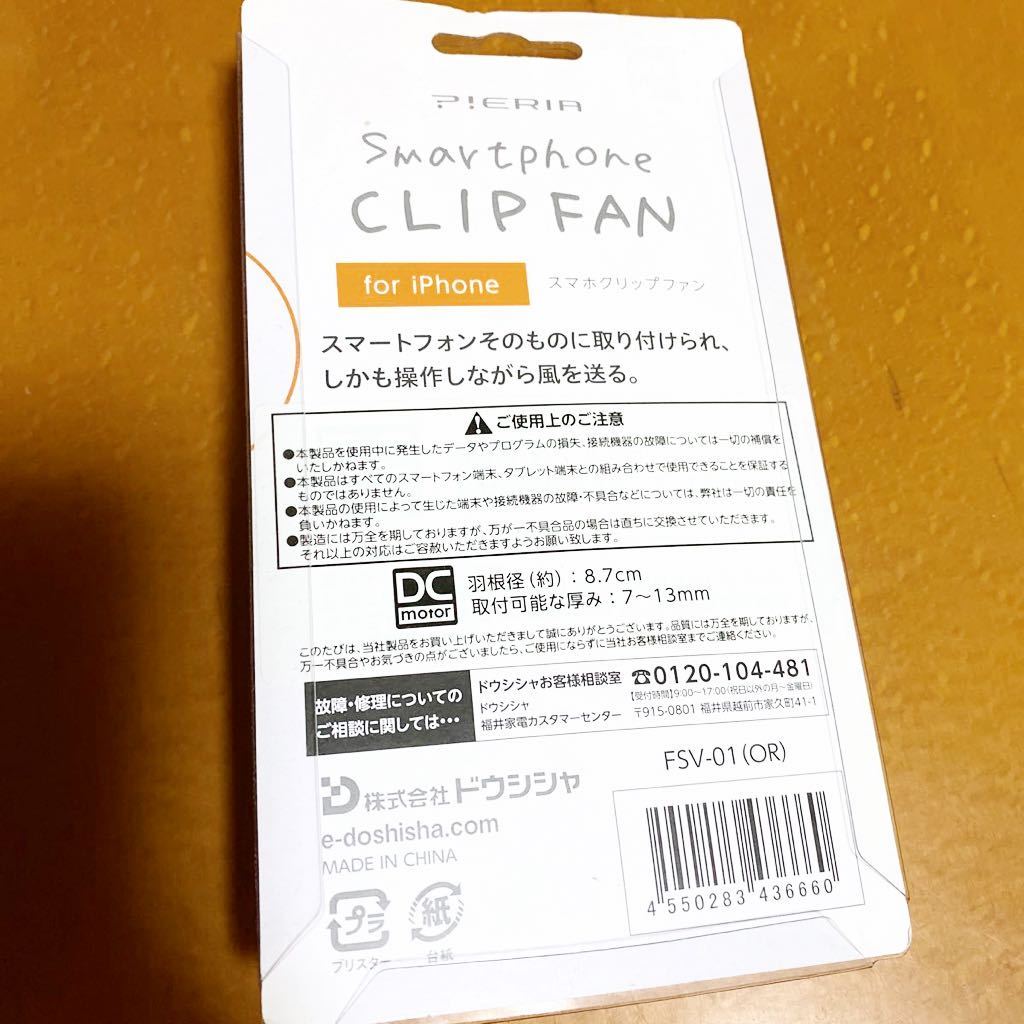 P!ERIA
Smartphone
CLIP FAN
for iPhone
スマホクリップファン
スマートフォンそのものに取り付けられ、
しかも操作しながら風を送る。
ご使用上のご注意
●本製品を使用中に発生したデータやプログラムの損失、接続機器の故障については一切の補償を
いたしかねます。
●本製品はすべてのスマートフォン端末、タブレット端末との組み合わせで使用できることを保証する
ものではありません。
●本製品の使用によって生じた端末や接続機器の故障・不具合などについては、弊社は一切の責任を
負いかねます。
●製造には万全を期しておりますが、万が一不具合品の場合は直ちに交換させていただきます。
それ以上の対応はご容赦いただきますようお願い致します。
DC
motor
羽根径(約):8.7cm
取付可能な厚み:7〜13mm
このたびは、当社製品をお買い上げいただきまして誠にありがとうございます。品質には万全を期しておりますが、
万一不具合やお気づきの点がございましたら、ご使用にならずに当社お客様相談室までご連絡ください。
故障・修理についての
ご相談に関しては・・・
ドウシシャお客様相談室
ドウシシャ
福井家電カスタマーセンター
☎0120-104-481
【受付時間】9:00〜17:00(祝日以外の月〜金曜日)
〒915-0801 福井県越前市家久町41-1
FSV-01(OR)
株式会社ドウシシャ
e-doshisha.com
MADE IN CHINA
プラ
ブリスター
紙
台紙
4 550283 436660